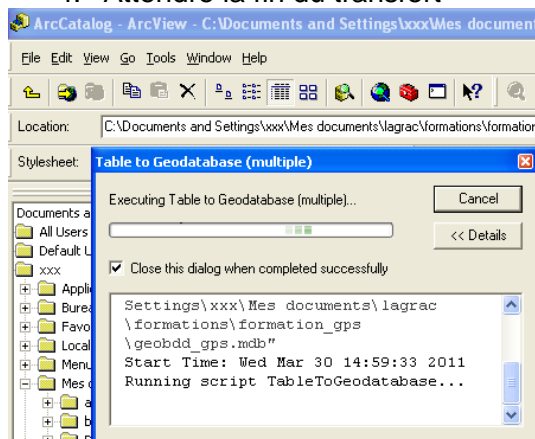 Attendre la fin du transfert
ArcCatalog - ArcView - C:\Documents and Settings\xxx\Mes document
File Edit View Go Tools Window Help
Location: C:\Documents and Settings\xxx\Mes documents\lagrac\formations\formation
Stylesheet:
Table to Geodatabase (multiple)
Executing Table to Geodatabase (multiple)...
Cancel
<< Details
Close this dialog when completed successfully
Documents a
All Users
Default U
xxx
Appli
Burea
Favo
Local
Menu
Mes d
a
b
Settings\xxx\Mes documents\lagrac
\formations\formation_gps
\geobdd_gps.mdb"
Start Time: Wed Mar 30 14:59:33 2011
Running script TableToGeodatabase...